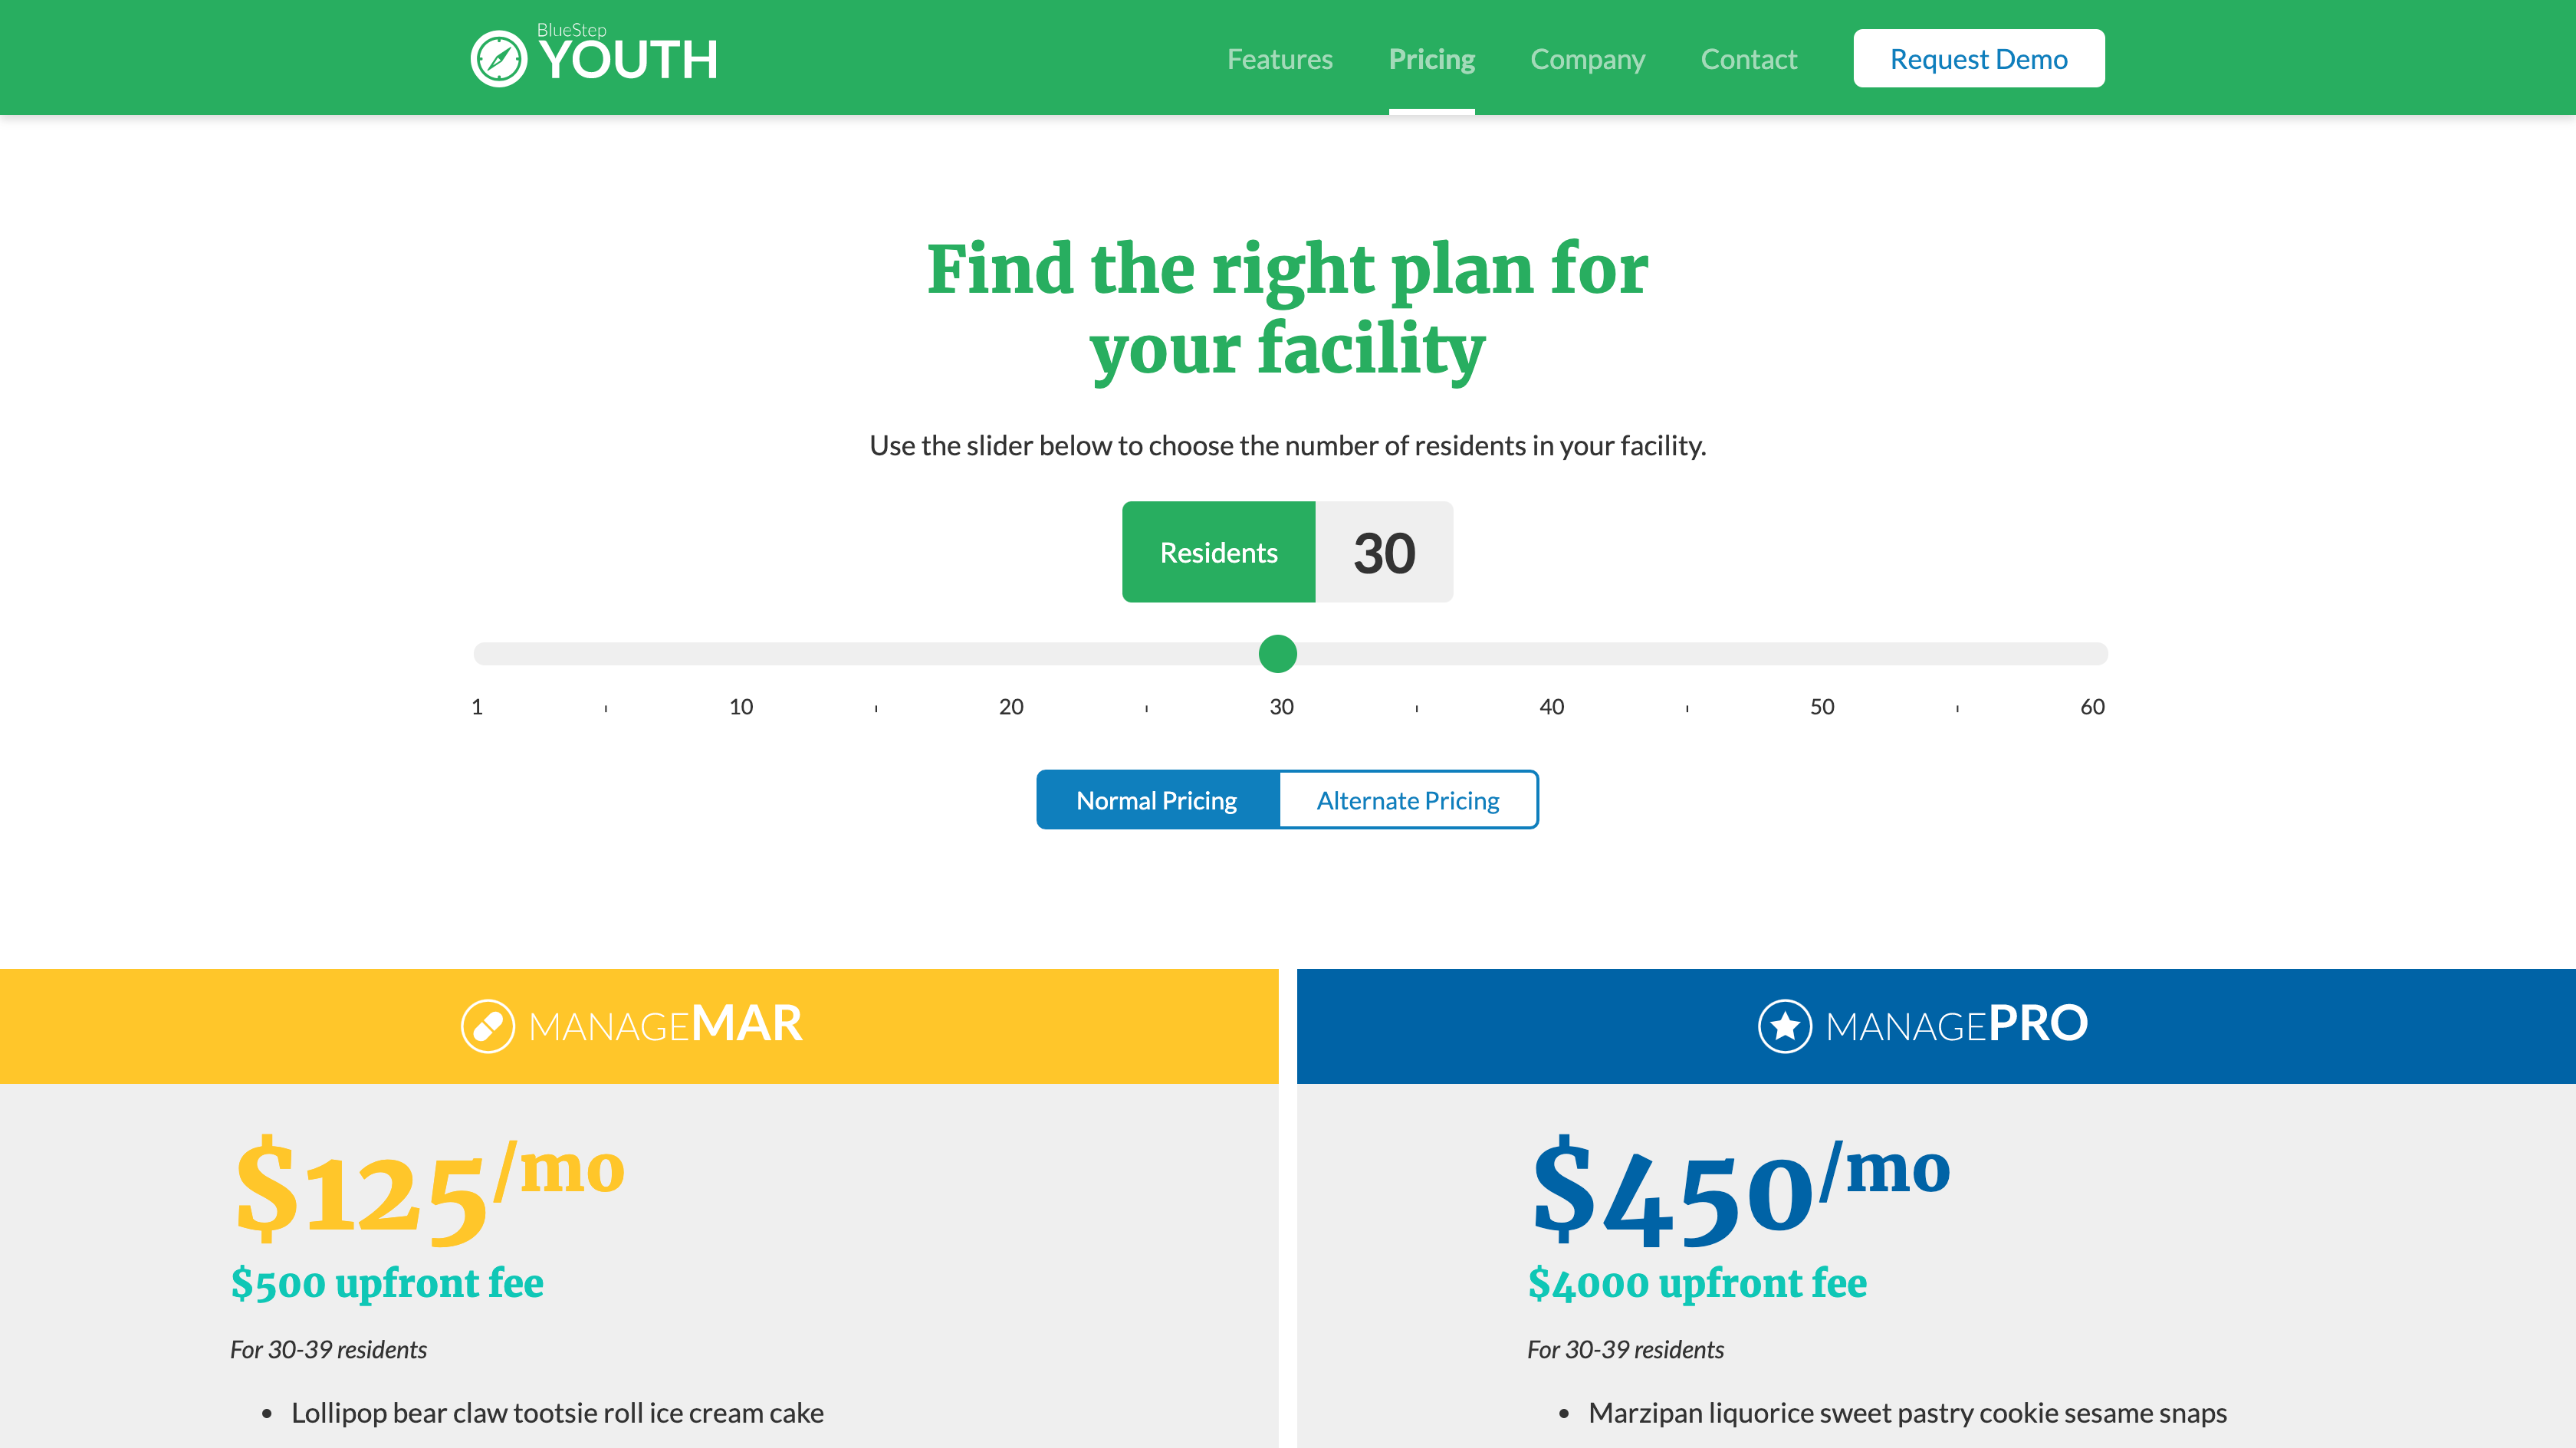 BlueStep
YOUTH
Features
Pricing
Company
Contact
Request Demo
Find the right plan for
your facility
Use the slider below to choose the number of residents in your facility.
Residents
30
1
10
20
30
40
50
60
Normal Pricing
Alternate Pricing
MANAGEMAR
MANAGEPRO
$125/mo
$500 upfront fee
For 30-39 residents
• Lollipop bear claw tootsie roll ice cream cake
$450/mo
$4000 upfront fee
For 30-39 residents
• Marzipan liquorice sweet pastry cookie sesame snaps